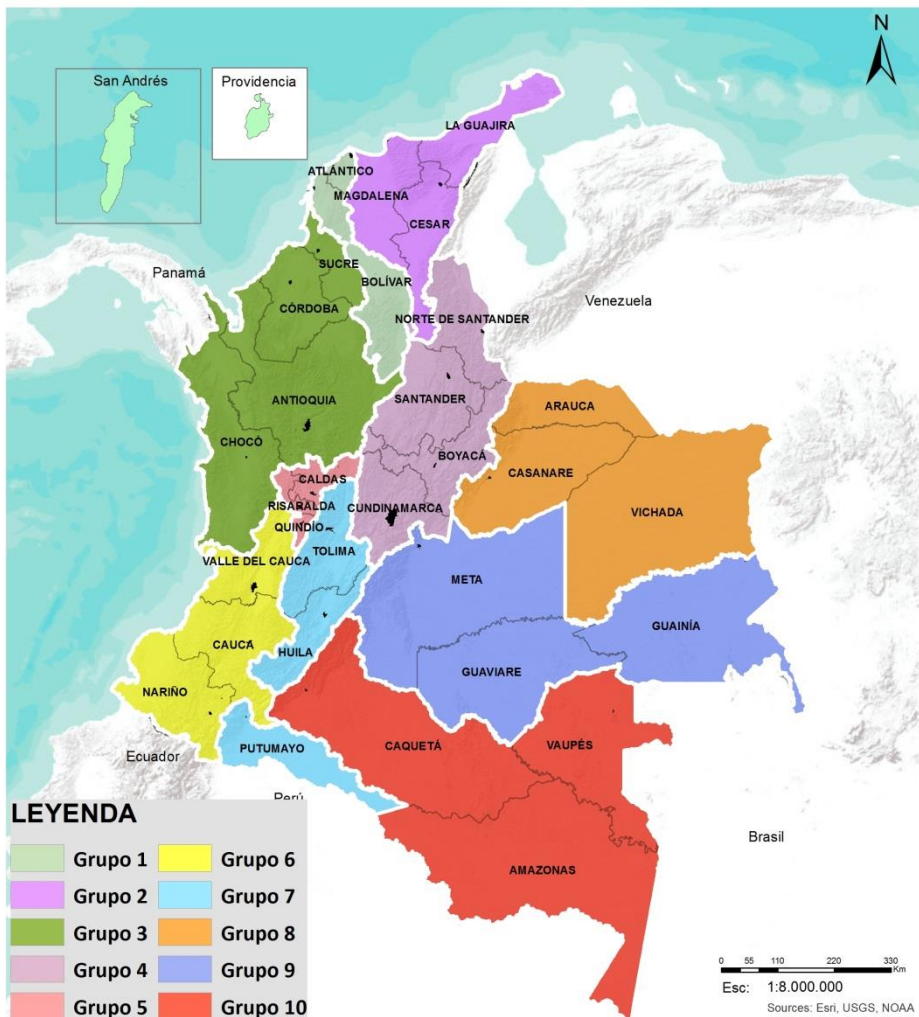 N
San Andrés
Providencia
LA GUAJIRA
ATLÁNTICO
MAGDALENA
CESAR
SUCRE
BOLÍVAR
Panamá
CÓRDOBA
Venezuela
NORTE DE SANTANDER
ANTIOQUIA
SANTANDER
ARAUCA
CHOCÓ
BOYACÁ
CASANARE
CALDAS
RISARALDA
CUNDINAMARCA
VICHADA
QUINDÍO
TOLIMA
VALLE DEL CAUCA
META
GUAINÍA
CAUCA
HUILA
GUAVIARE
NARIÑO
CAQUETÁ
VAUPÉS
Ecuador
PUTUMAYO
Perú
Brasil
AMAZONAS
LEYENDA
Grupo 1
Grupo 6
Grupo 2
Grupo 7
Grupo 3
Grupo 8
Grupo 4
Grupo 9
Grupo 5
Grupo 10
0 55 110 220 330
Km
Esc: 1:8.000.000
Sources: Esri, USGS, NOAA